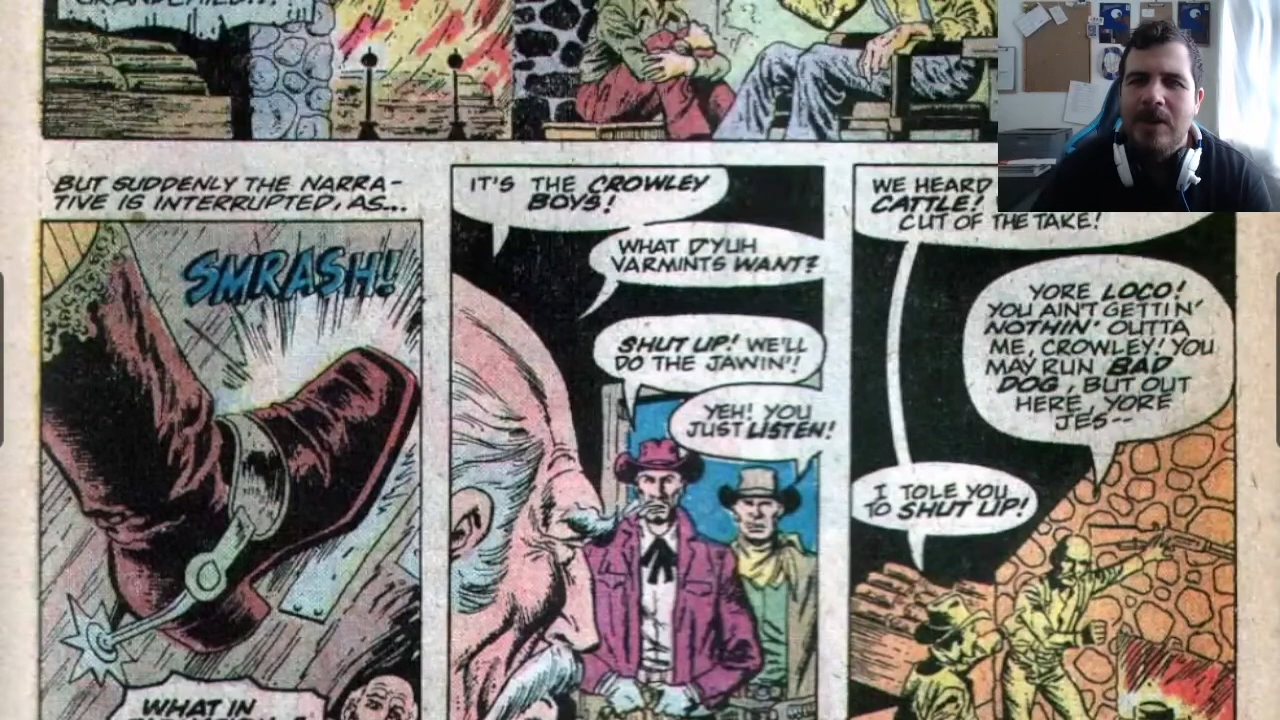 GRANDCHILD...
BUT SUDDENLY THE NARRA-
TIVE IS INTERRUPTED, AS...
SMRASH!
WHAT IN
IT'S THE CROWLEY
BOYS!
WHAT D'YUH
VARMINTS WANT?
SHUT UP! WE'LL
DO THE JAWIN'!
YEH! YOU
JUST LISTEN!
WE HEARD
CATTLE!
CUT OF THE TAKE!
YORE LOCO!
YOU AIN'T GETTIN'
NOTHIN' OUTTA
ME, CROWLEY! YOU
MAY RUN BAD
DOG, BUT OUT
HERE, YORE
JES--
I TOLE YOU
TO SHUT UP!